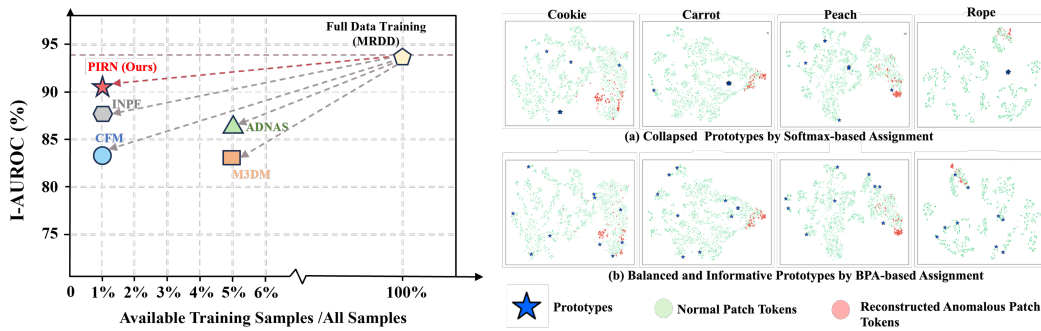 Full Data Training
(MRDD)
95
PIRN (Ours)
90
INPE
ADNAS
85
CFM
M3DM
80
75
I-AUROC (%)
0 1% 2% 3% 4% 5% 6% 100%
Available Training Samples /All Samples
Cookie Carrot Peach Rope
(a) Collapsed Prototypes by Softmax-based Assignment
(b) Balanced and Informative Prototypes by BPA-based Assignment
Prototypes
Normal Patch Tokens
Reconstructed Anomalous Patch
Tokens